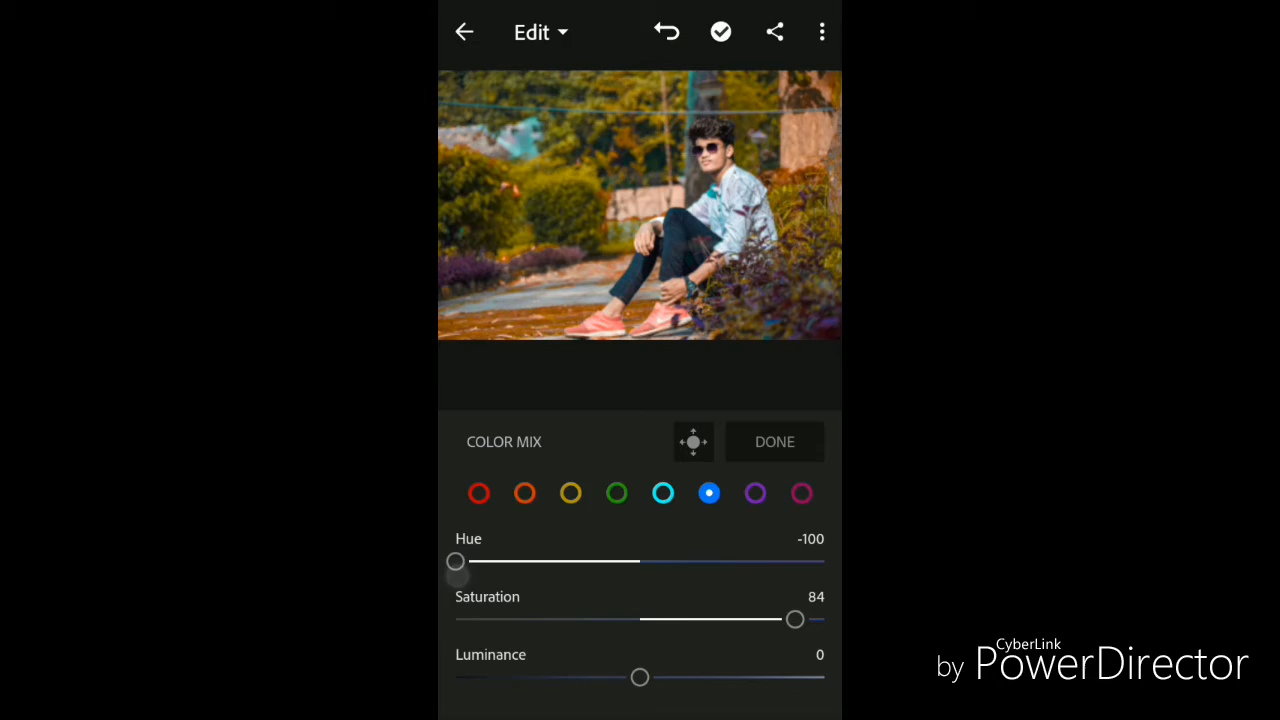 Edit
COLOR MIX
DONE
Hue -100
Saturation 84
Luminance 0
CyberLink
by PowerDirector